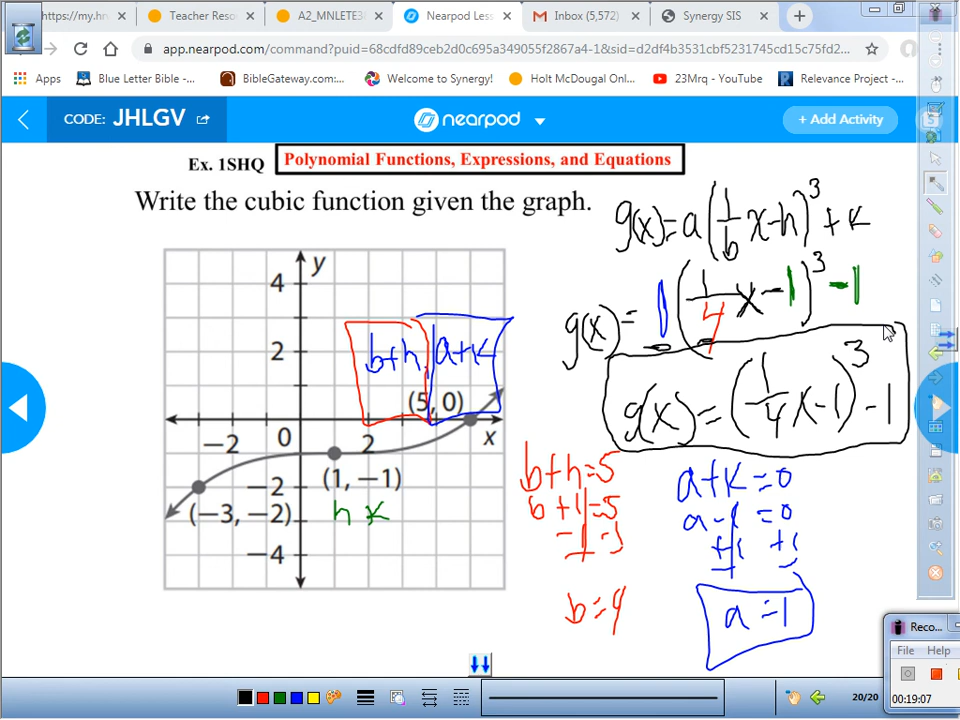 https://my.hr
Teacher Resor
A2_MNLETE3
Nearpod Less
Inbox (5,572)
Synergy SIS
app.nearpod.com/command?puid=68cdfd89ceb2d0c695a349055f2867a4-1&sid=d2df4b3531cbf5231745cd15c75fd2...
Apps
Blue Letter Bible -...
BibleGateway.com:...
Welcome to Synergy!
Holt McDougal Onl...
23Mrq - YouTube
Relevance Project -...
CODE: JHLGV
nearpod
+ Add Activity
Ex. 1SHQ
Polynomial Functions, Expressions, and Equations
Write the cubic function given the graph.
g(x)=a(1/b x-h)^3+k
g(x)=1(1/4 x-1)^3-1
g(x)=(1/4 x-1)^3-1
y
4
2
b+h
a+k
(5, 0)
−2
0
2
x
(1, −1)
−2
(−3, −2)
h k
−4
b+h=5
b+1=5
-1 -1
b=4
a+k=0
a-1=0
+1 +1
a=1
Reco...
File Help
00:19:07
20/20